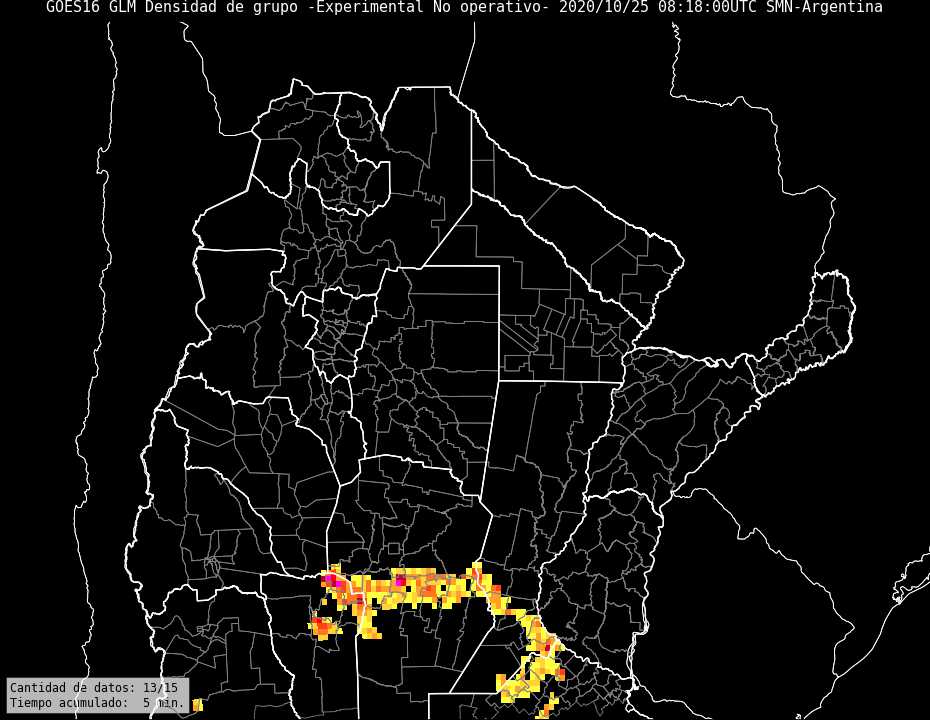 GOES16 GLM Densidad de grupo -Experimental No operativo- 2020/10/25 08:18:00UTC SMN-Argentina
Cantidad de datos: 13/15
Tiempo acumulado:  5 min.